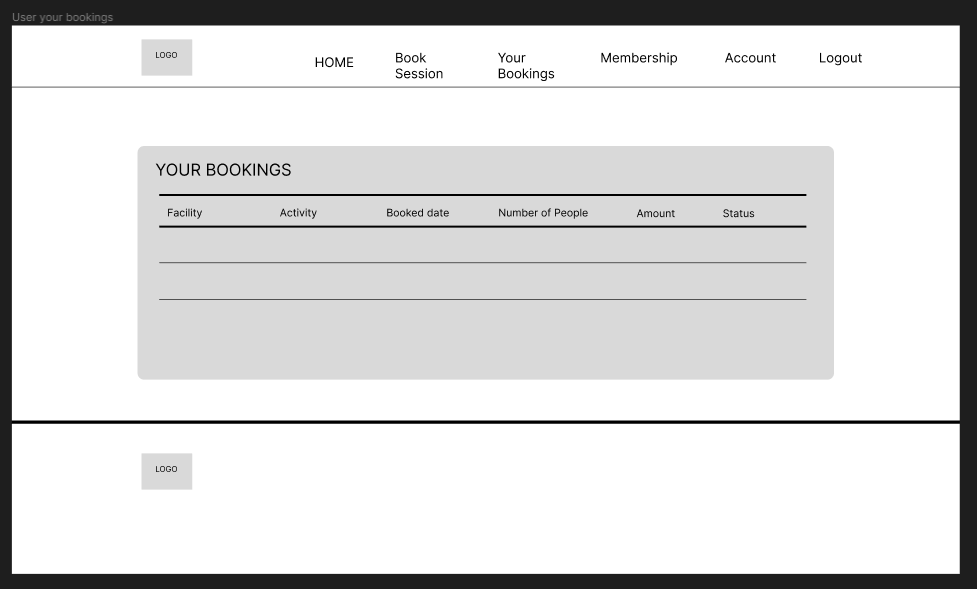 User your bookings
LOGO
HOME
Book
Session
Your
Bookings
Membership
Account
Logout
YOUR BOOKINGS
Facility
Activity
Booked date
Number of People
Amount
Status
LOGO